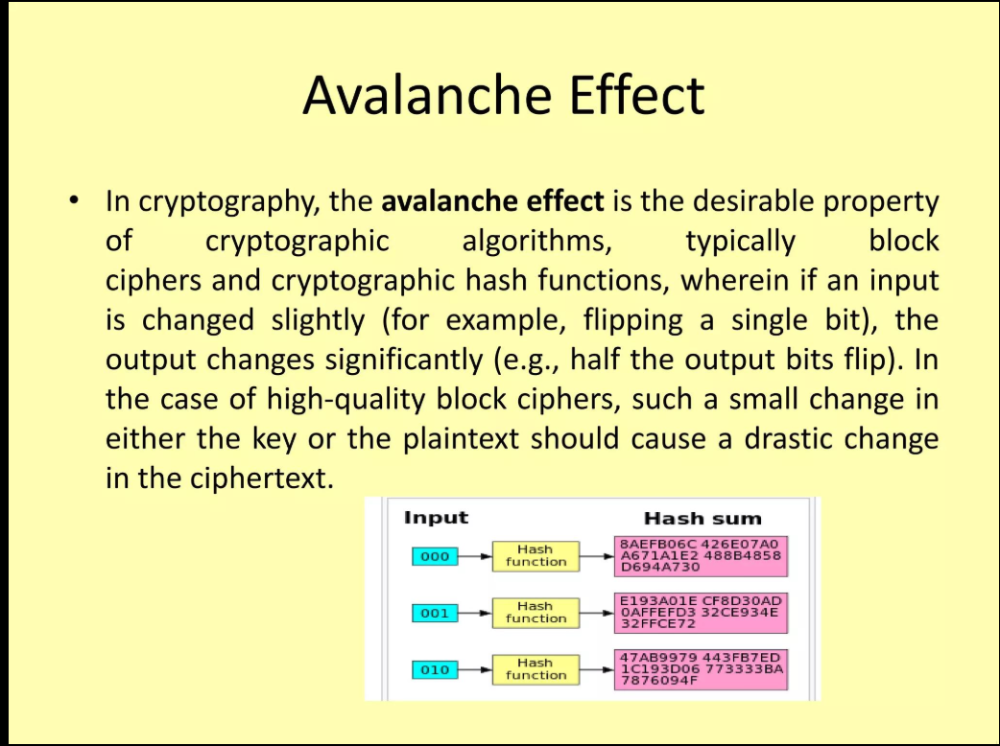 Avalanche Effect
• In cryptography, the avalanche effect is the desirable property
of cryptographic algorithms, typically block
ciphers and cryptographic hash functions, wherein if an input
is changed slightly (for example, flipping a single bit), the
output changes significantly (e.g., half the output bits flip). In
the case of high-quality block ciphers, such a small change in
either the key or the plaintext should cause a drastic change
in the ciphertext.
Input
Hash sum
000
Hash
function
8AEFB06C 426E07A0
A671A1E2 488B4858
D694A730
001
Hash
function
E193A01E CF8D30AD
0AFFEFD3 32CE934E
32FFCE72
010
Hash
function
47AB9979 443FB7ED
1C193D06 773333BA
7876094F